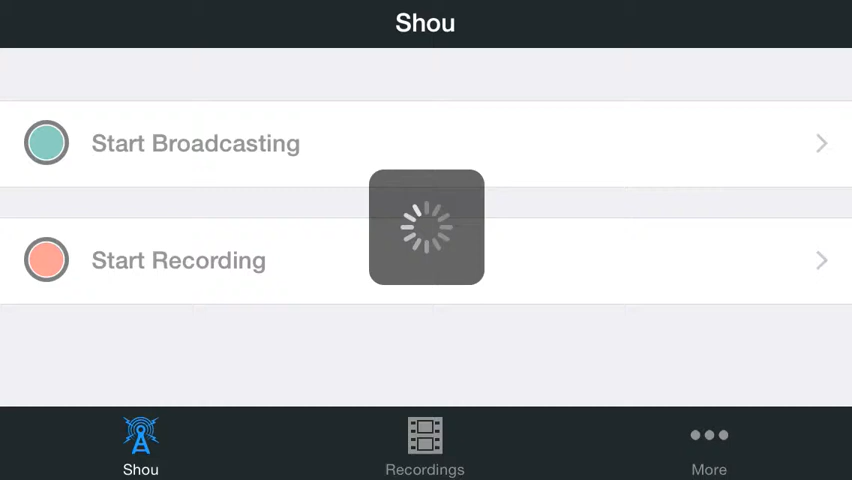 Shou
Start Broadcasting
Start Recording
Shou
Recordings
More